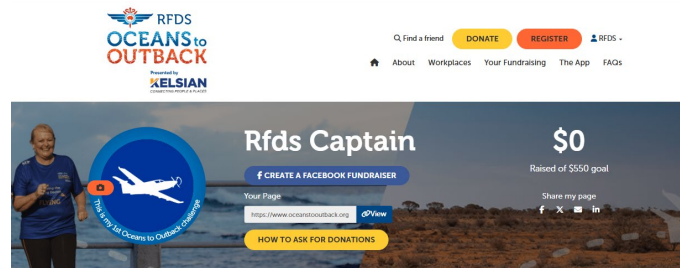 RFDS
OCEANS to
OUTBACK
Presented by
KELSIAN
CONNECTING PEOPLE & PLACES
Find a friend
DONATE
REGISTER
RFDS
About
Workplaces
Your Fundraising
The App
FAQs
Rfds Captain
f CREATE A FACEBOOK FUNDRAISER
Your Page
https://www.oceanstooutback.org
View
HOW TO ASK FOR DONATIONS
$0
Raised of $550 goal
Share my page
f X in
This is my 1st Oceans to Outback challenge
FLYING